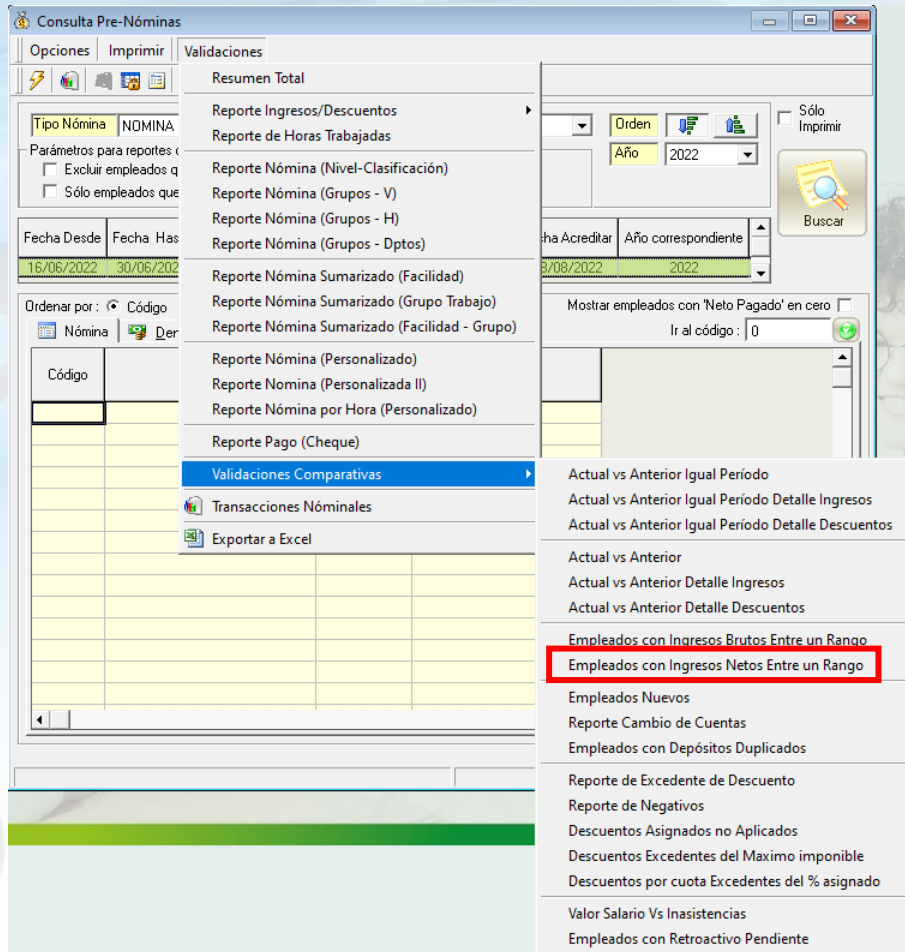 Consulta Pre-Nóminas
Opciones Imprimir Validaciones
Tipo Nómina NOMINA
Orden
Sólo Imprimir
Parámetros para reportes
Año 2022
Excluir empleados
Sólo empleados que
Buscar
Fecha Desde Fecha Acreditar Año correspondiente
16/06/2022 2022
Ordenar por : Código
Mostrar empleados con 'Neto Pagado' en cero
Nómina
Ir al código : 0
Código
Resumen Total
Reporte Ingresos/Descuentos
Reporte de Horas Trabajadas
Reporte Nómina (Nivel-Clasificación)
Reporte Nómina (Grupos - V)
Reporte Nómina (Grupos - H)
Reporte Nómina (Grupos - Dptos)
Reporte Nómina Sumarizado (Facilidad)
Reporte Nómina Sumarizado (Grupo Trabajo)
Reporte Nómina Sumarizado (Facilidad - Grupo)
Reporte Nómina (Personalizado)
Reporte Nomina (Personalizada II)
Reporte Nómina por Hora (Personalizado)
Reporte Pago (Cheque)
Validaciones Comparativas
Transacciones Nóminales
Exportar a Excel
Actual vs Anterior Igual Período
Actual vs Anterior Igual Período Detalle Ingresos
Actual vs Anterior Igual Período Detalle Descuentos
Actual vs Anterior
Actual vs Anterior Detalle Ingresos
Actual vs Anterior Detalle Descuentos
Empleados con Ingresos Brutos Entre un Rango
Empleados con Ingresos Netos Entre un Rango
Empleados Nuevos
Reporte Cambio de Cuentas
Empleados con Depósitos Duplicados
Reporte de Excedente de Descuento
Reporte de Negativos
Descuentos Asignados no Aplicados
Descuentos Excedentes del Maximo imponible
Descuentos por cuota Excedentes del % asignado
Valor Salario Vs Inasistencias
Empleados con Retroactivo Pendiente